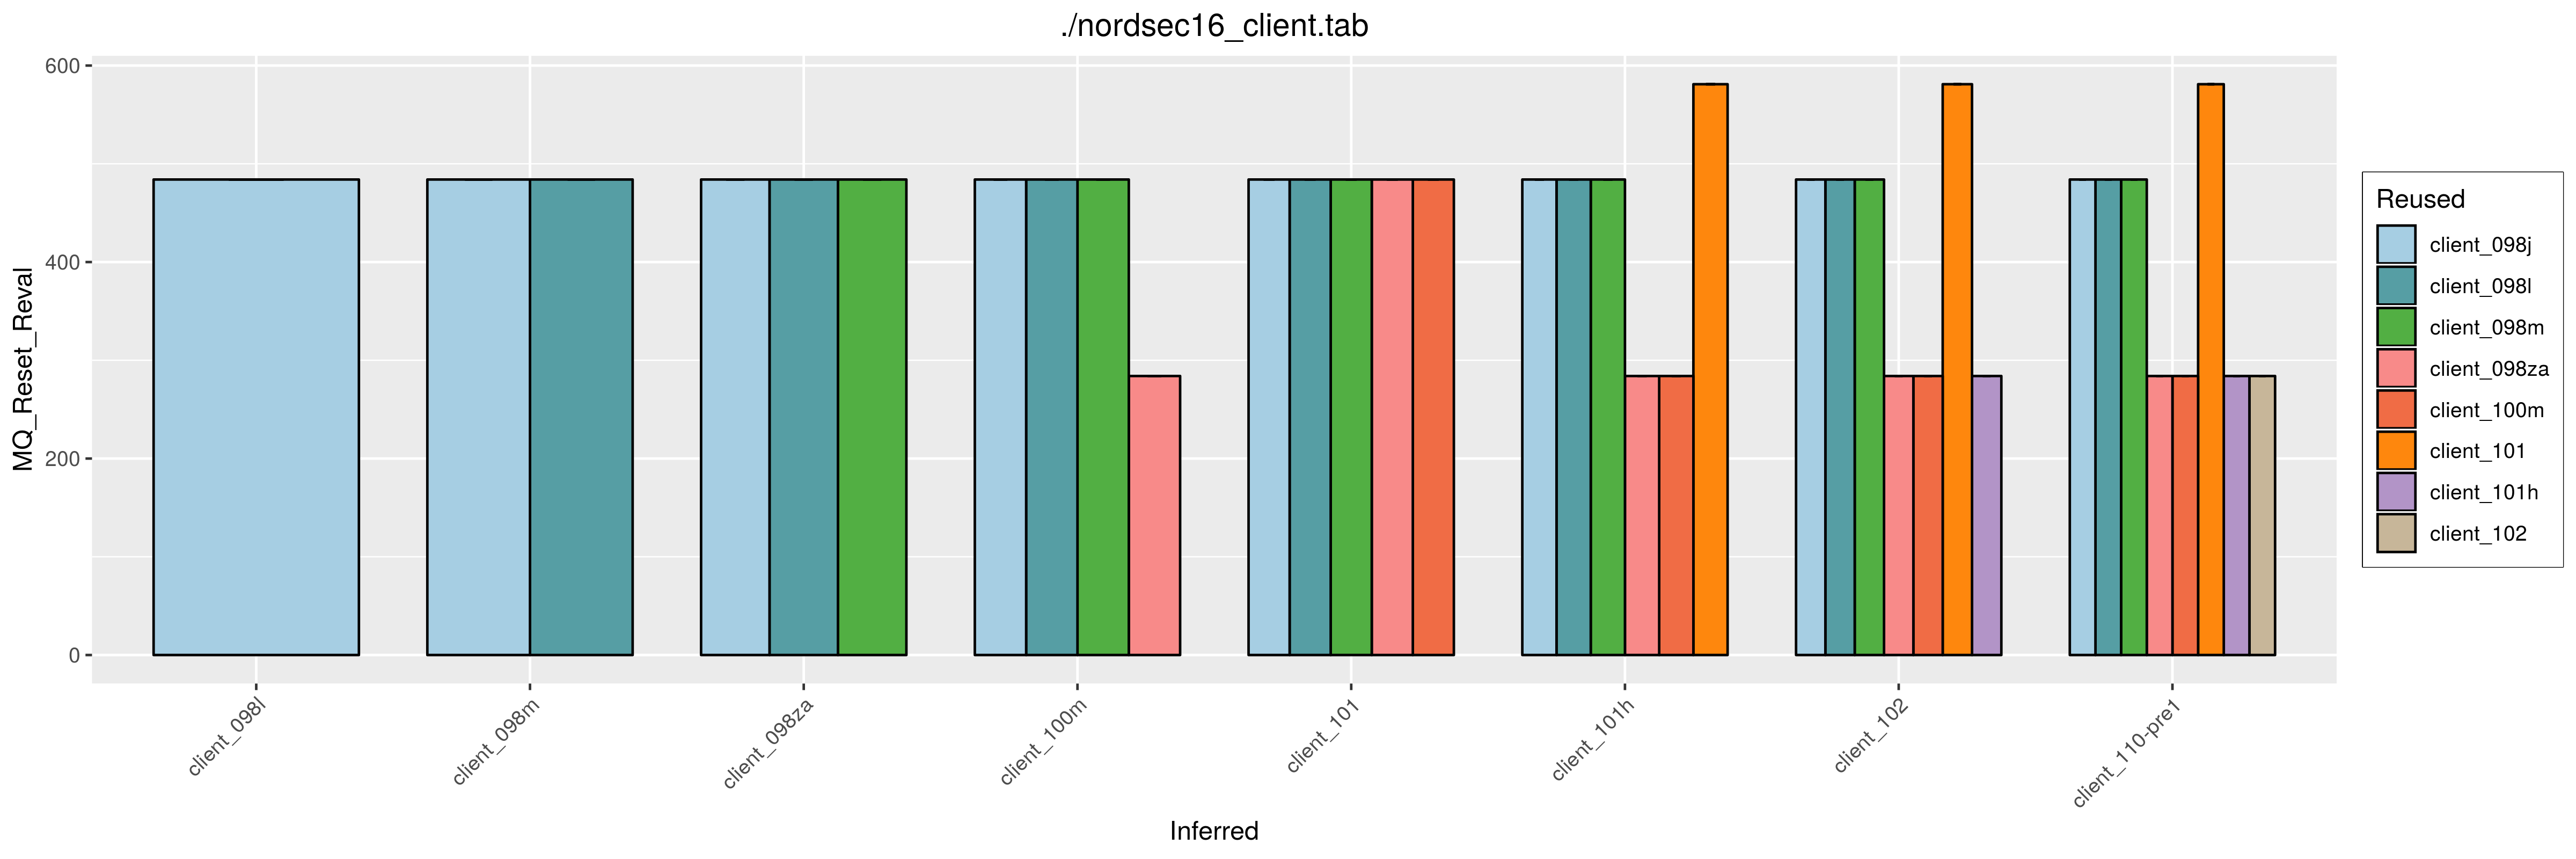 ./nordsec16_client.tab
MQ_Reset_Reval
600
400
200
0
client_098l
client_098m
client_098za
client_100m
client_101
client_101h
client_102
client_110-pre1
Inferred
Reused
client_098j
client_098l
client_098m
client_098za
client_100m
client_101
client_101h
client_102